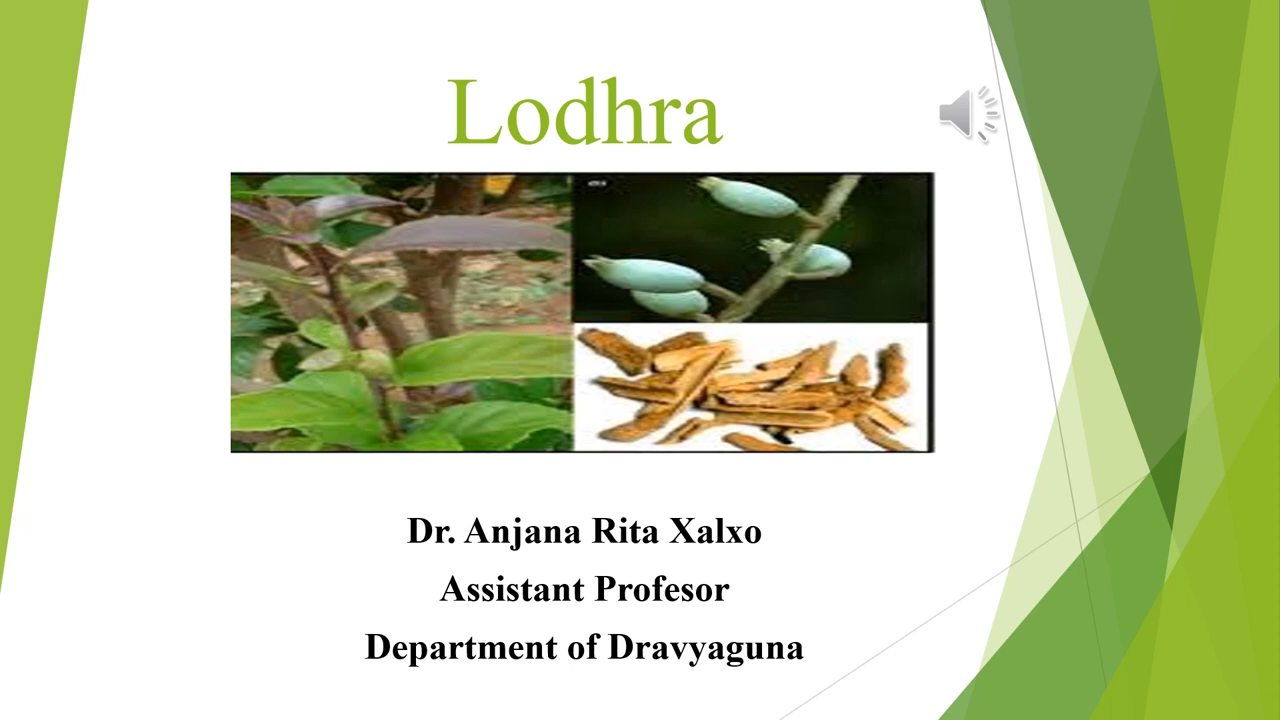 Lodhra
Dr. Anjana Rita Xalxo
Assistant Profesor
Department of Dravyaguna